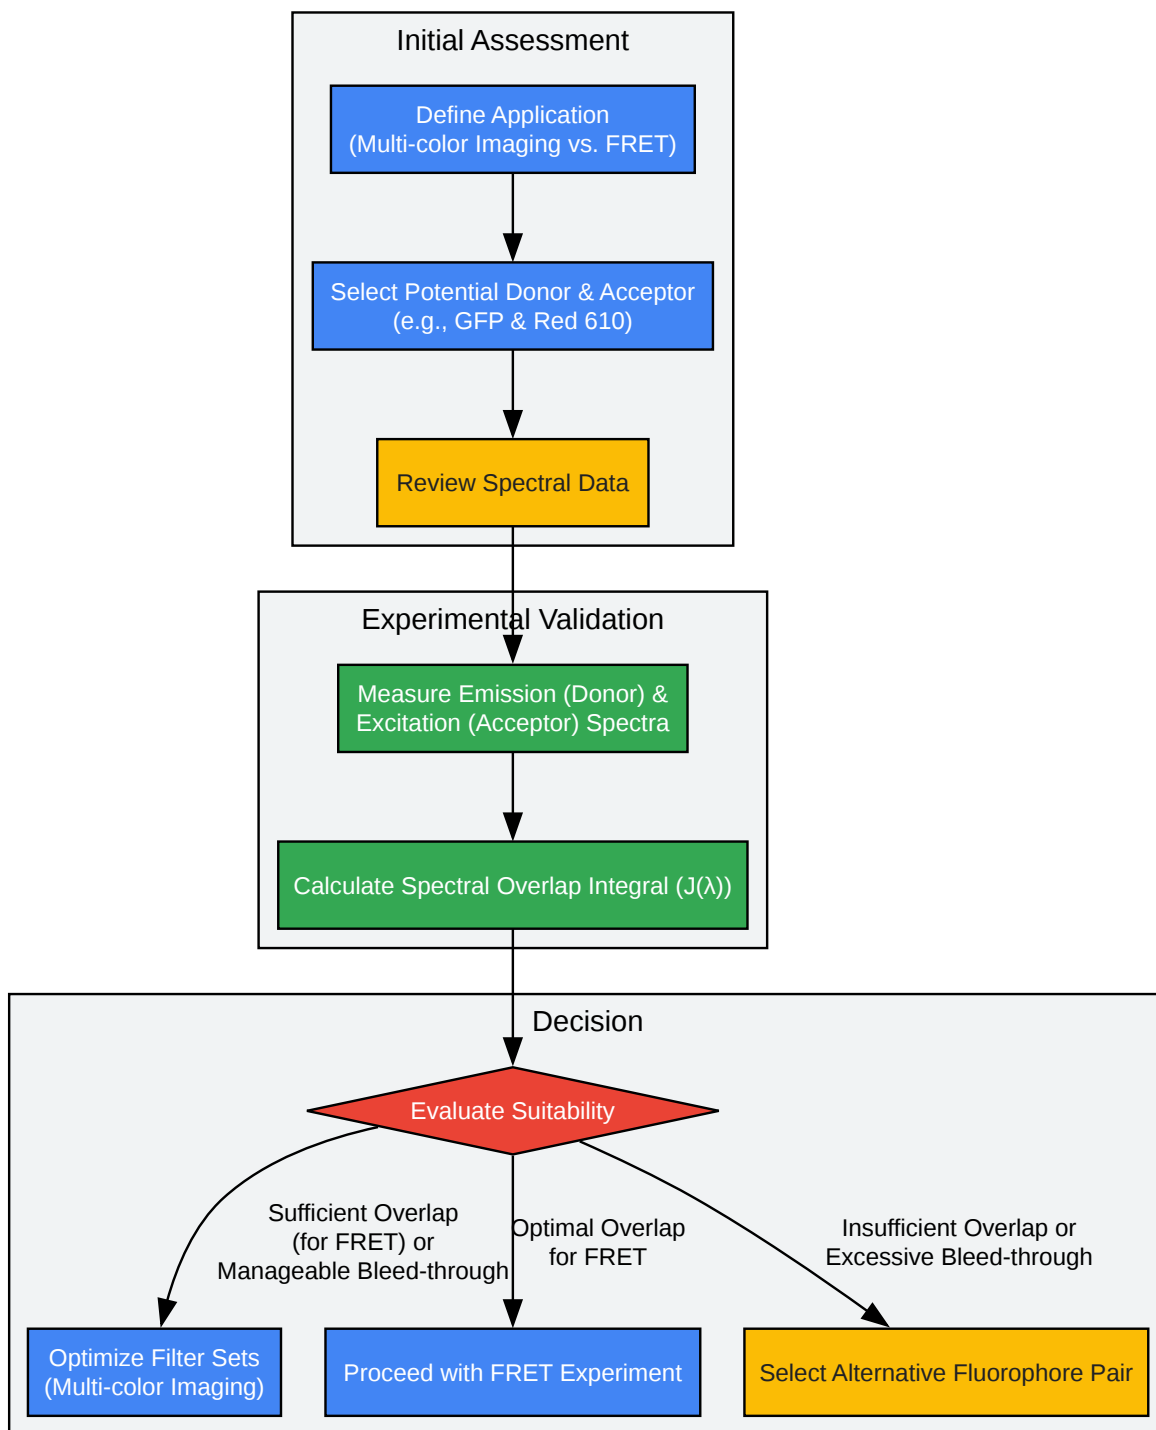 Initial Assessment
Define Application
(Multi-color Imaging vs. FRET)
Select Potential Donor & Acceptor
(e.g., GFP & Red 610)
Review Spectral Data
Experimental Validation
Measure Emission (Donor) &
Excitation (Acceptor) Spectra
Calculate Spectral Overlap Integral (J(λ))
Decision
Evaluate Suitability
Sufficient Overlap
(for FRET) or
Manageable Bleed-through
Optimal Overlap
for FRET
Insufficient Overlap or
Excessive Bleed-through
Optimize Filter Sets
(Multi-color Imaging)
Proceed with FRET Experiment
Select Alternative Fluorophore Pair